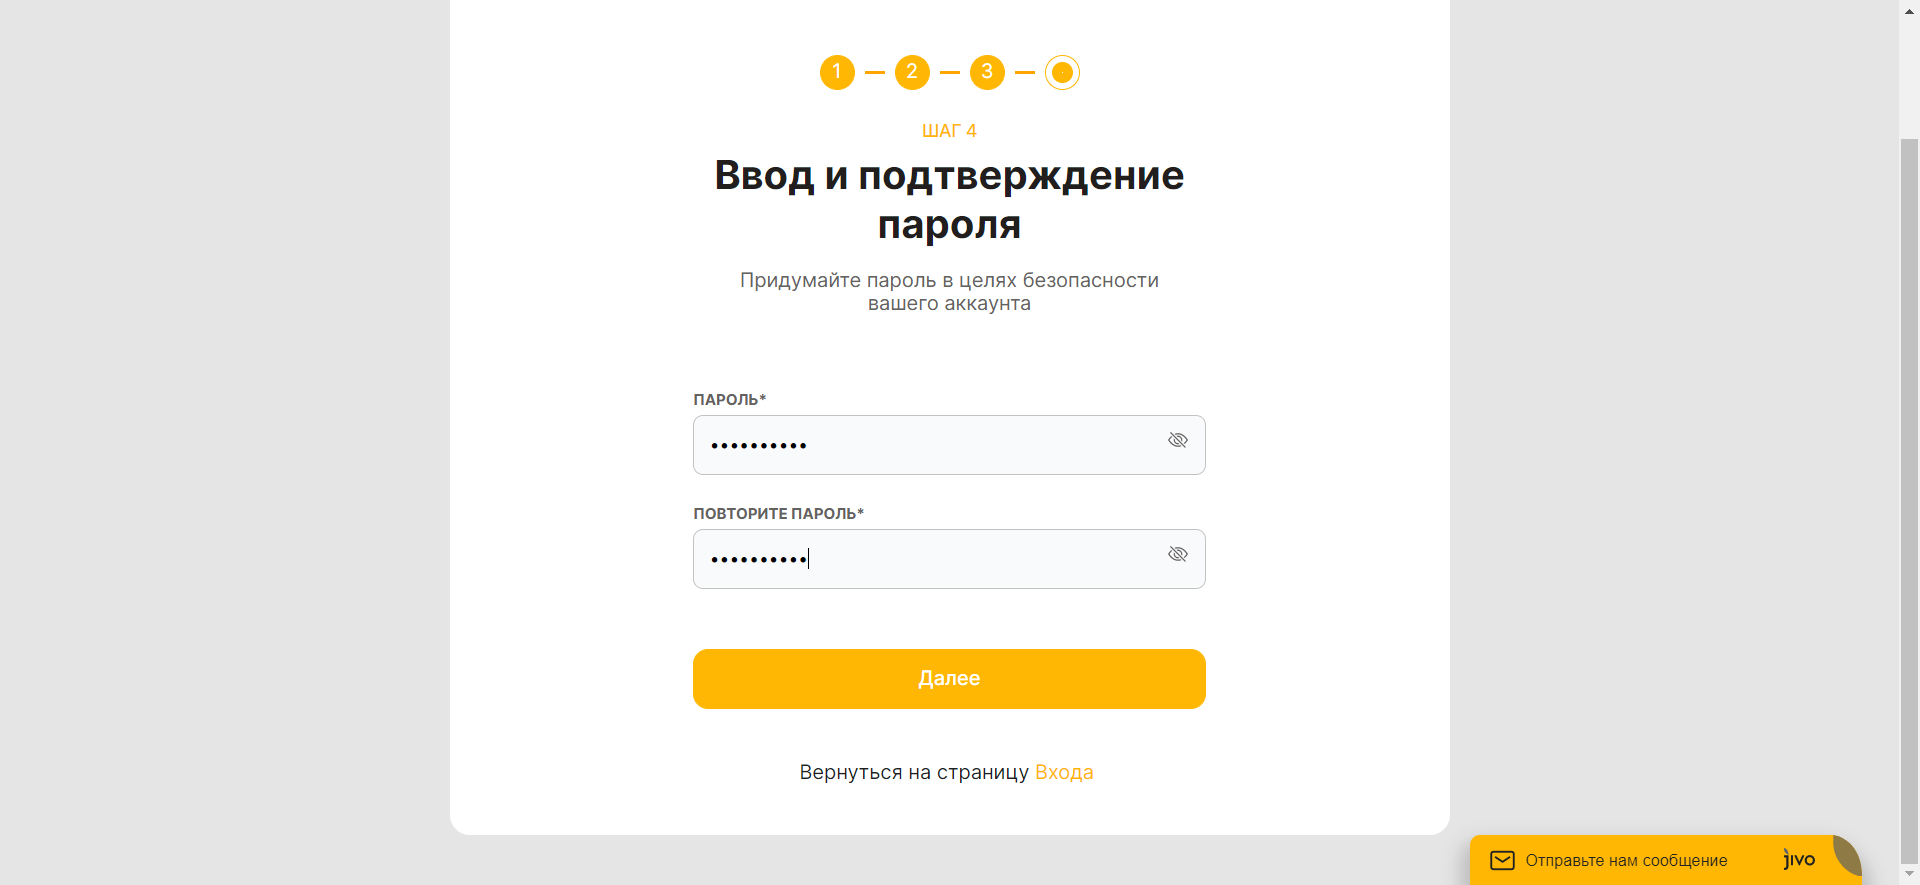 1
2
3
ШАГ 4
Ввод и подтверждение
пароля
Придумайте пароль в целях безопасности
вашего аккаунта
ПАРОЛЬ*
••••••••••
ПОВТОРИТЕ ПАРОЛЬ*
••••••••••
Далее
Вернуться на страницу Входа
Отправьте нам сообщение
jivo